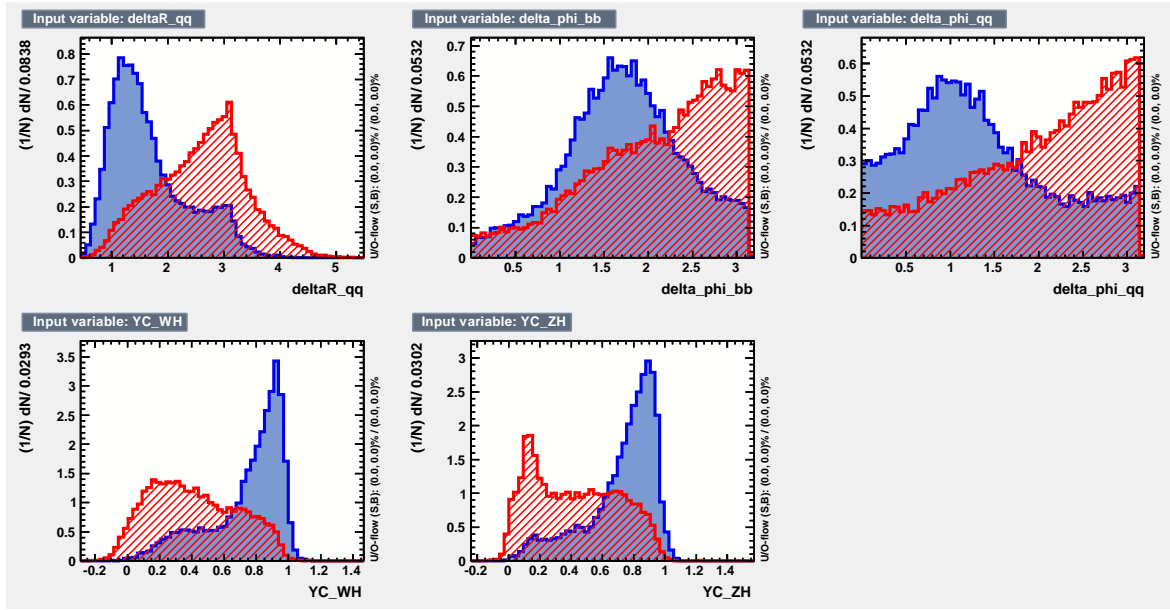 Input variable: deltaR_qq
(1/N) dN/ 0.0838
0.8
0.7
0.6
0.5
0.4
0.3
0.2
0.1
0
1 2 3 4 5
deltaR_qq
U/O-flow (S,B): (0.0, 0.0)% / (0.0, 0.0)%
Input variable: delta_phi_bb
(1/N) dN/ 0.0532
0.7
0.6
0.5
0.4
0.3
0.2
0.1
0
0.5 1 1.5 2 2.5 3
delta_phi_bb
U/O-flow (S,B): (0.0, 0.0)% / (0.0, 0.0)%
Input variable: delta_phi_qq
(1/N) dN/ 0.0532
0.6
0.5
0.4
0.3
0.2
0.1
0
0.5 1 1.5 2 2.5 3
delta_phi_qq
U/O-flow (S,B): (0.0, 0.0)% / (0.0, 0.0)%
Input variable: YC_WH
(1/N) dN/ 0.0293
3.5
3
2.5
2
1.5
1
0.5
0
-0.2 0 0.2 0.4 0.6 0.8 1 1.2 1.4
YC_WH
U/O-flow (S,B): (0.0, 0.0)% / (0.0, 0.0)%
Input variable: YC_ZH
(1/N) dN/ 0.0302
3
2.5
2
1.5
1
0.5
0
-0.2 0 0.2 0.4 0.6 0.8 1 1.2 1.4
YC_ZH
U/O-flow (S,B): (0.0, 0.0)% / (0.0, 0.0)%